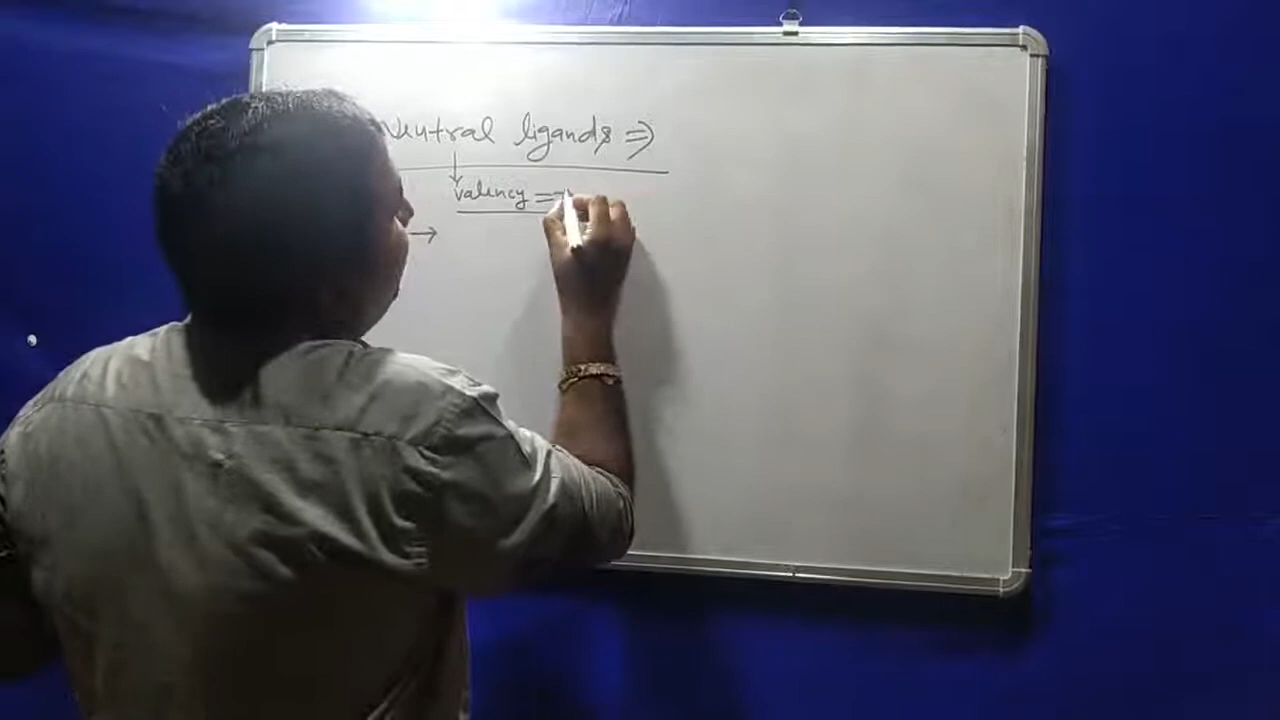 Neutral ligands ⇒
↓
valency =
→